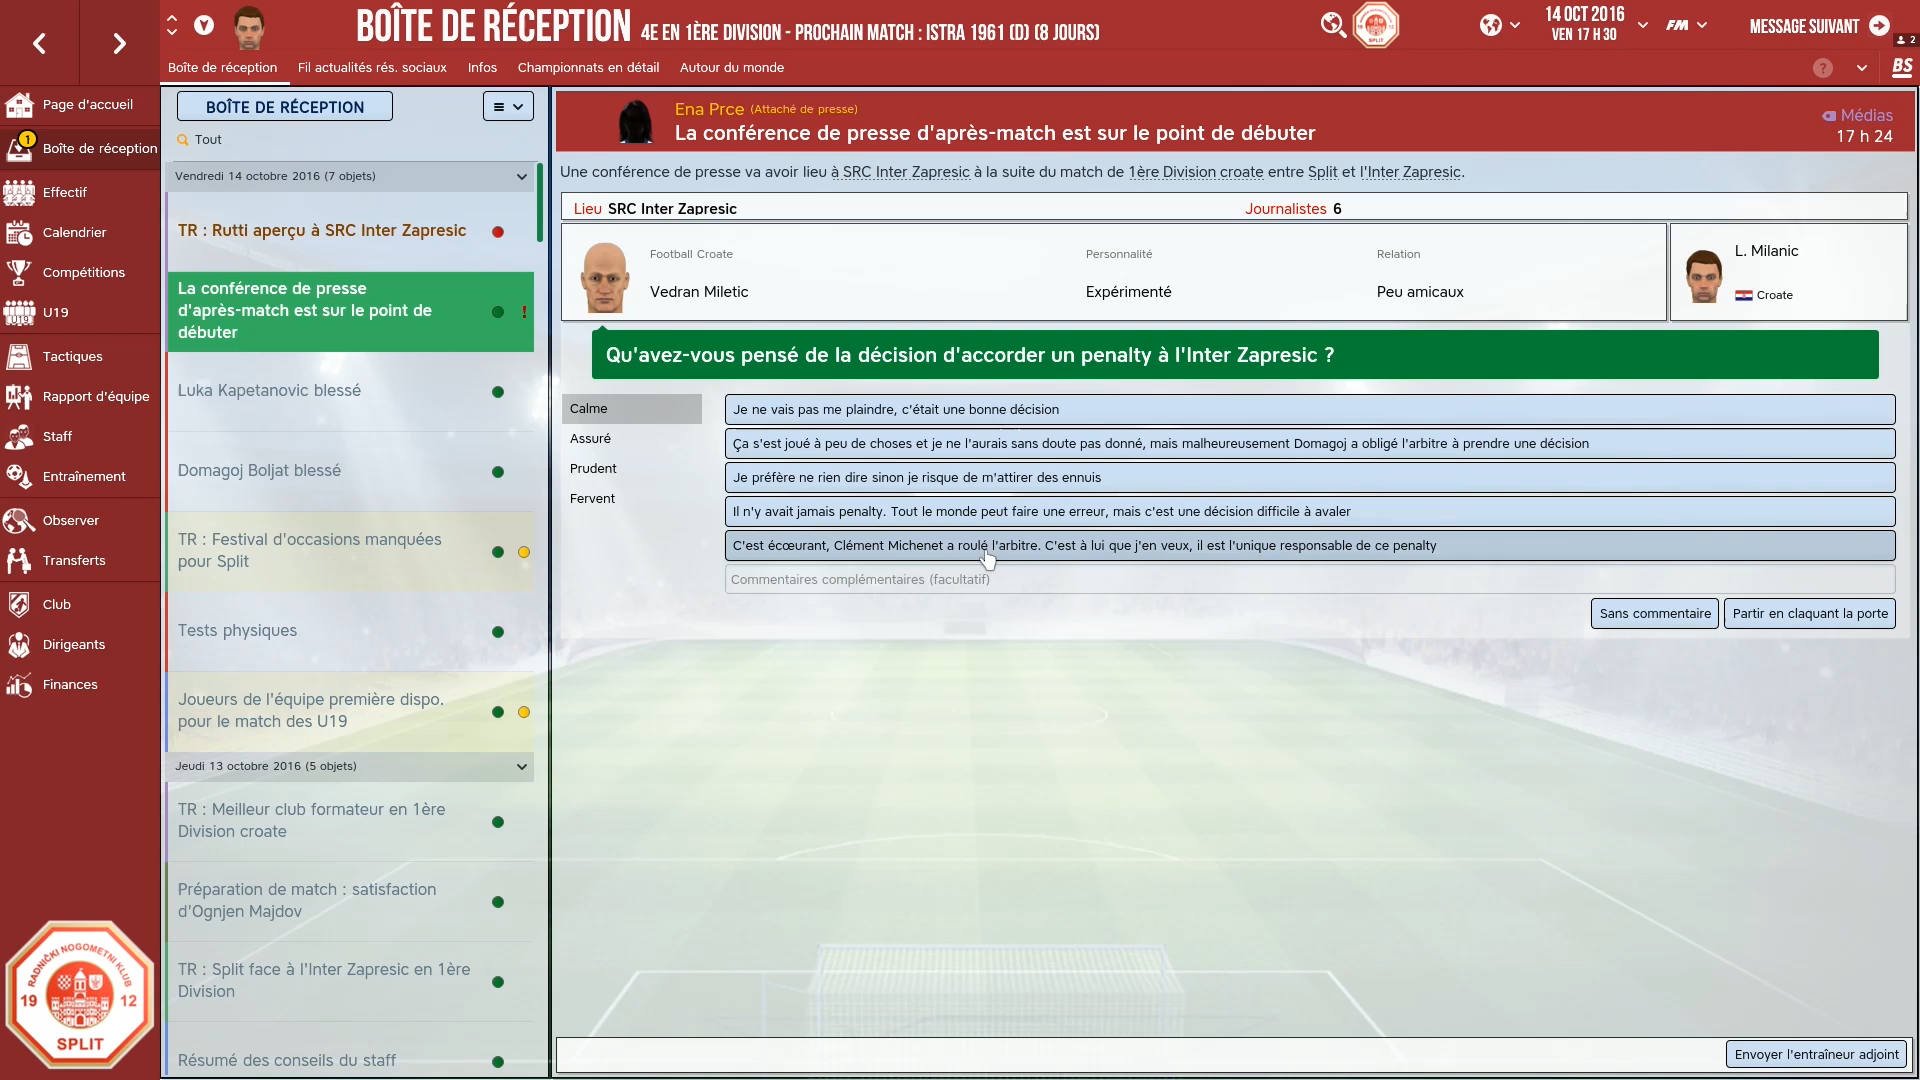 BOÎTE DE RÉCEPTION 4E EN 1ÈRE DIVISION - PROCHAIN MATCH : ISTRA 1961 (D) (8 JOURS)
14 OCT 2016
VEN 17 H 30
FM
MESSAGE SUIVANT
2
Boîte de réception
Fil actualités rés. sociaux
Infos
Championnats en détail
Autour du monde
?
BS
Page d'accueil
1
Boîte de réception
Effectif
Calendrier
Compétitions
U19
U19
Tactiques
Rapport d'équipe
Staff
Entraînement
Observer
Transferts
Club
Dirigeants
Finances
RADNIČKI NOGOMETNI KLUB
19 12
SPLIT
BOÎTE DE RÉCEPTION
Tout
Vendredi 14 octobre 2016 (7 objets)
TR : Rutti aperçu à SRC Inter Zapresic
La conférence de presse
d'après-match est sur le point de
débuter
!
Luka Kapetanovic blessé
Domagoj Boljat blessé
TR : Festival d'occasions manquées
pour Split
Tests physiques
Joueurs de l'équipe première dispo.
pour le match des U19
Jeudi 13 octobre 2016 (5 objets)
TR : Meilleur club formateur en 1ère
Division croate
Préparation de match : satisfaction
d'Ognjen Majdov
TR : Split face à l'Inter Zapresic en 1ère
Division
Résumé des conseils du staff
Ena Prce (Attaché de presse)
La conférence de presse d'après-match est sur le point de débuter
Médias
17 h 24
Une conférence de presse va avoir lieu à SRC Inter Zapresic à la suite du match de 1ère Division croate entre Split et l'Inter Zapresic.
Lieu SRC Inter Zapresic
Journalistes 6
Football Croate
Personnalité
Relation
Vedran Miletic
Expérimenté
Peu amicaux
L. Milanic
Croate
Qu'avez-vous pensé de la décision d'accorder un penalty à l'Inter Zapresic ?
Calme
Assuré
Prudent
Fervent
Je ne vais pas me plaindre, c'était une bonne décision
Ça s'est joué à peu de choses et je ne l'aurais sans doute pas donné, mais malheureusement Domagoj a obligé l'arbitre à prendre une décision
Je préfère ne rien dire sinon je risque de m'attirer des ennuis
Il n'y avait jamais penalty. Tout le monde peut faire une erreur, mais c'est une décision difficile à avaler
C'est écœurant, Clément Michenet a roulé l'arbitre. C'est à lui que j'en veux, il est l'unique responsable de ce penalty
Commentaires complémentaires (facultatif)
Sans commentaire
Partir en claquant la porte
Envoyer l'entraîneur adjoint